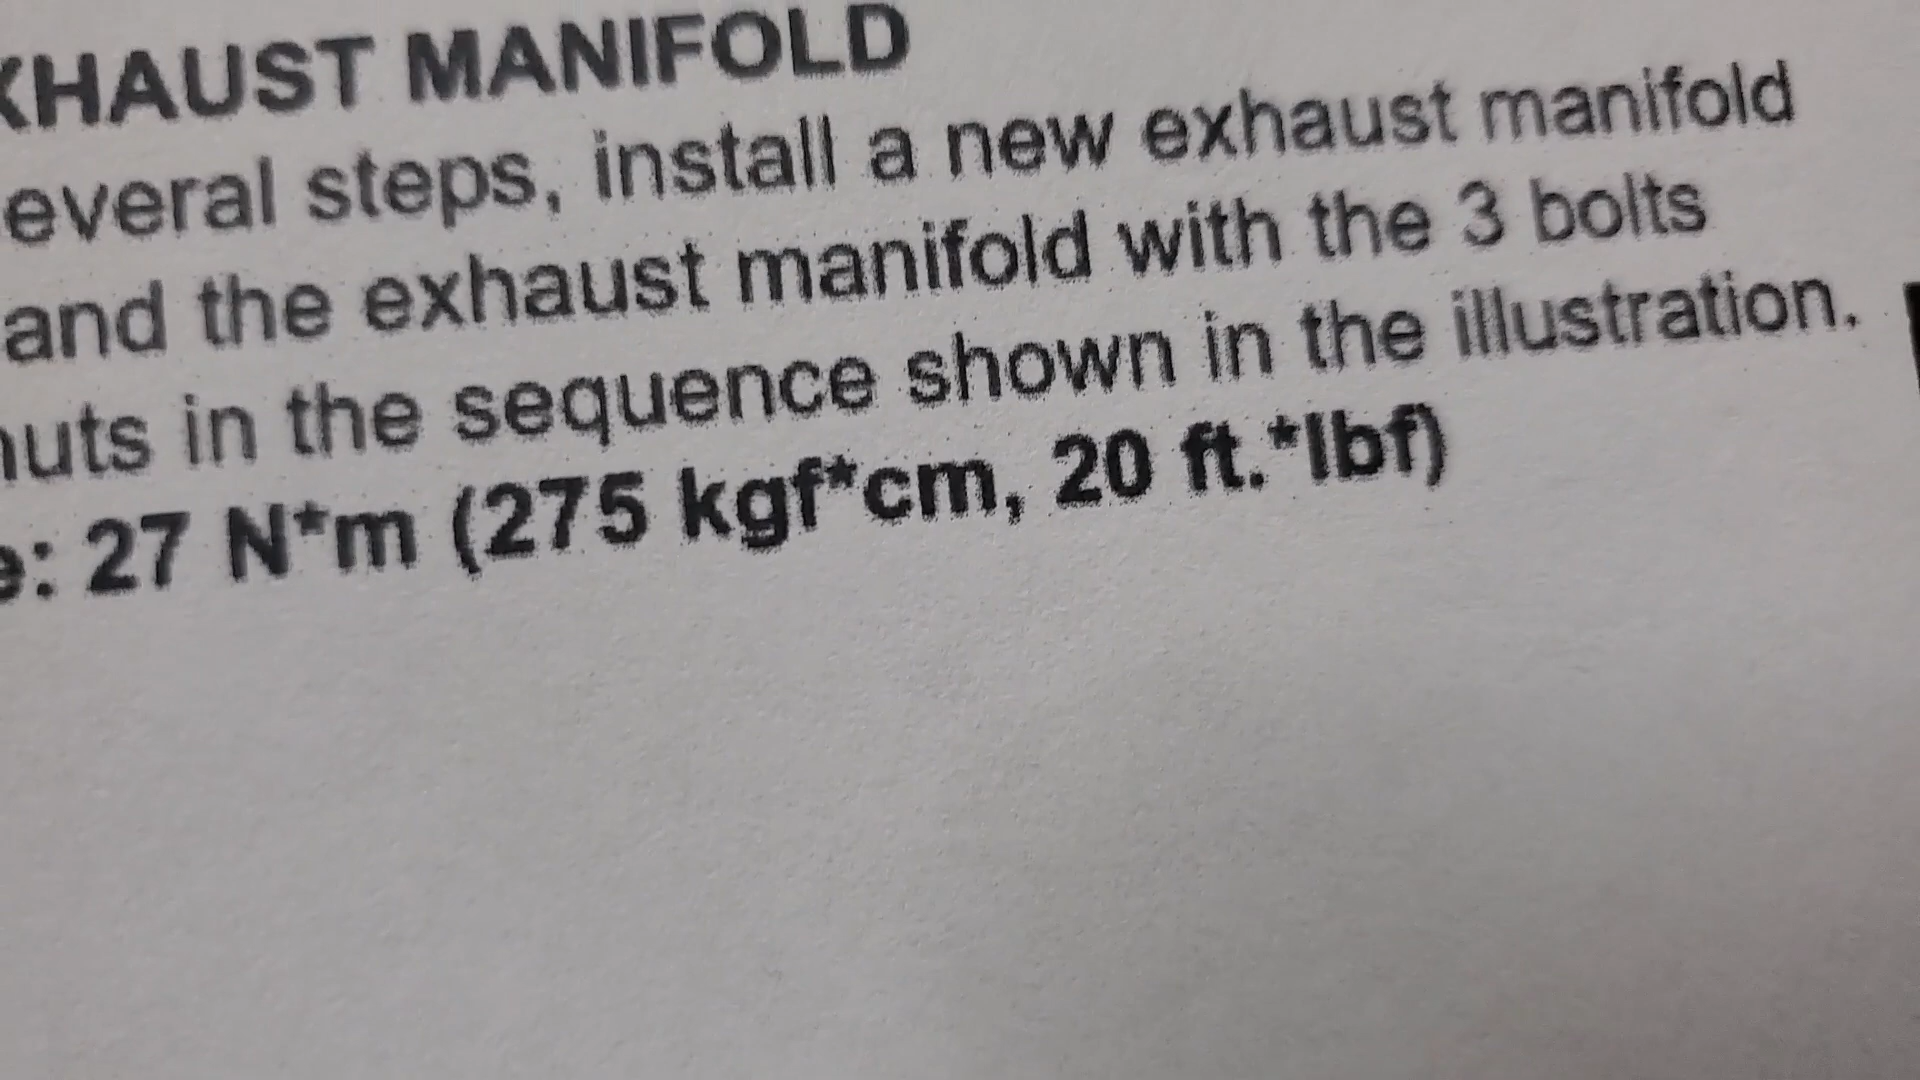 XHAUST MANIFOLD
everal steps, install a new exhaust manifold
and the exhaust manifold with the 3 bolts
nuts in the sequence shown in the illustration.
e: 27 N*m (275 kgf*cm, 20 ft.*lbf)